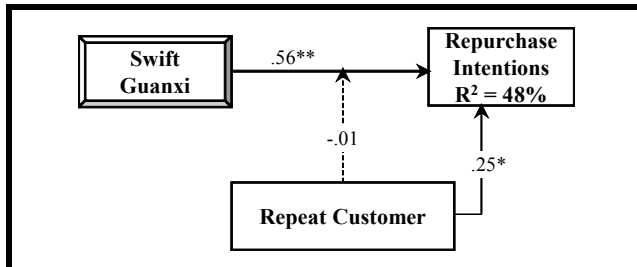 Swift
Guanxi
.56**
Repurchase
Intentions
R² = 48%
-.01
.25*
Repeat Customer